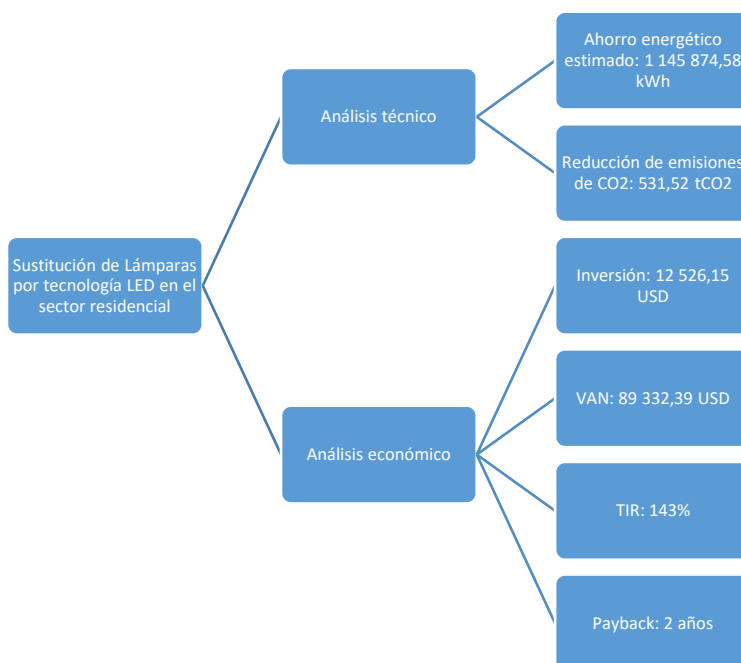 Sustitución de Lámparas
por tecnología LED en el
sector residencial
Análisis técnico
Ahorro energético
estimado: 1 145 874,58
kWh
Reducción de emisiones
de CO2: 531,52 tCO2
Análisis económico
Inversión: 12 526,15
USD
VAN: 89 332,39 USD
TIR: 143%
Payback: 2 años